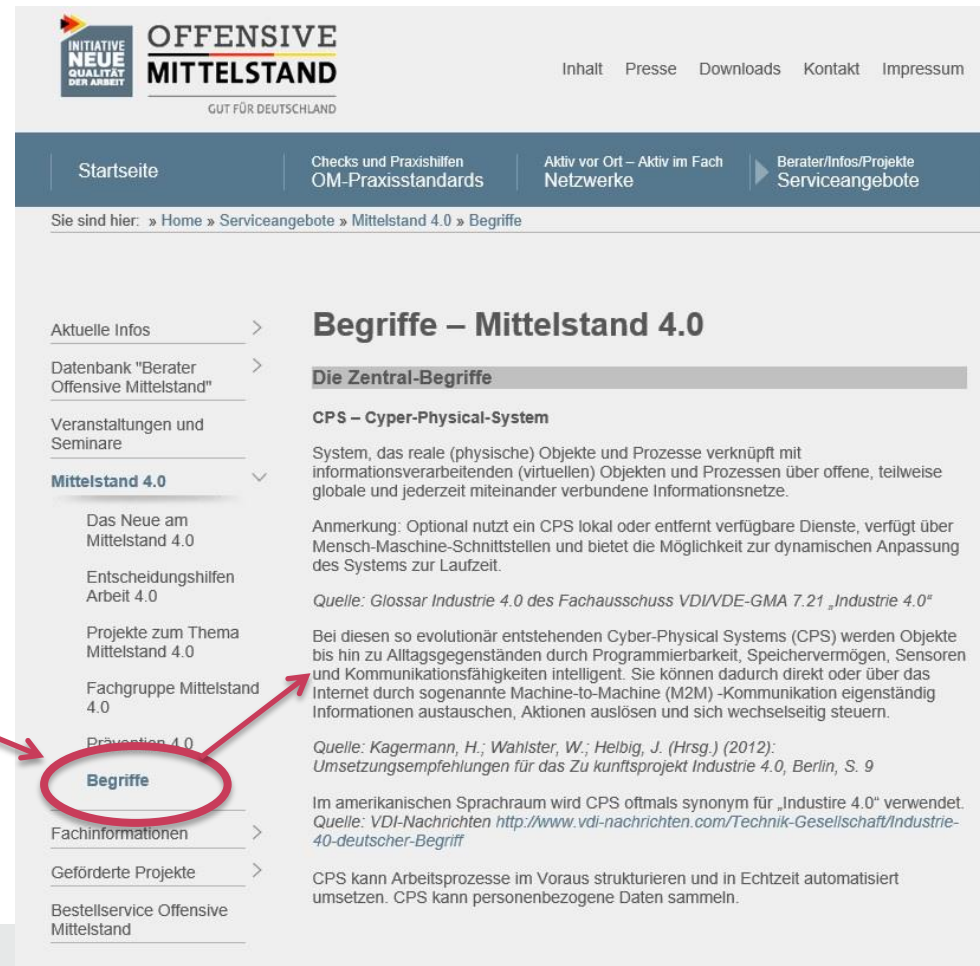 INITIATIVE
NEUE
QUALITÄT
DER ARBEIT
OFFENSIVE
MITTELSTAND
GUT FÜR DEUTSCHLAND
Inhalt Presse Downloads Kontakt Impressum
Startseite
Checks und Praxishilfen
OM-Praxisstandards
Aktiv vor Ort – Aktiv im Fach
Netzwerke
Berater/Infos/Projekte
Serviceangebote
Sie sind hier: » Home » Serviceangebote » Mittelstand 4.0 » Begriffe
Aktuelle Infos
Datenbank "Berater
Offensive Mittelstand"
Veranstaltungen und
Seminare
Mittelstand 4.0
Das Neue am
Mittelstand 4.0
Entscheidungshilfen
Arbeit 4.0
Projekte zum Thema
Mittelstand 4.0
Fachgruppe Mittelstand
4.0
Prävention 4.0
Begriffe
Fachinformationen
Geförderte Projekte
Bestellservice Offensive
Mittelstand
Begriffe – Mittelstand 4.0
Die Zentral-Begriffe
CPS – Cyper-Physical-System
System, das reale (physische) Objekte und Prozesse verknüpft mit
informationsverarbeitenden (virtuellen) Objekten und Prozessen über offene, teilweise
globale und jederzeit miteinander verbundene Informationsnetze.
Anmerkung: Optional nutzt ein CPS lokal oder entfernt verfügbare Dienste, verfügt über
Mensch-Maschine-Schnittstellen und bietet die Möglichkeit zur dynamischen Anpassung
des Systems zur Laufzeit.
Quelle: Glossar Industrie 4.0 des Fachausschuss VDI/VDE-GMA 7.21 „Industrie 4.0“
Bei diesen so evolutionär entstehenden Cyber-Physical Systems (CPS) werden Objekte
bis hin zu Alltagsgegenständen durch Programmierbarkeit, Speichervermögen, Sensoren
und Kommunikationsfähigkeiten intelligent. Sie können dadurch direkt oder über das
Internet durch sogenannte Machine-to-Machine (M2M) -Kommunikation eigenständig
Informationen austauschen, Aktionen auslösen und sich wechselseitig steuern.
Quelle: Kagermann, H.; Wahlster, W.; Helbig, J. (Hrsg.) (2012):
Umsetzungsempfehlungen für das Zu kunftsprojekt Industrie 4.0, Berlin, S. 9
Im amerikanischen Sprachraum wird CPS oftmals synonym für „Industire 4.0“ verwendet.
Quelle: VDI-Nachrichten http://www.vdi-nachrichten.com/Technik-Gesellschaft/Industrie-
40-deutscher-Begriff
CPS kann Arbeitsprozesse im Voraus strukturieren und in Echtzeit automatisiert
umsetzen. CPS kann personenbezogene Daten sammeln.